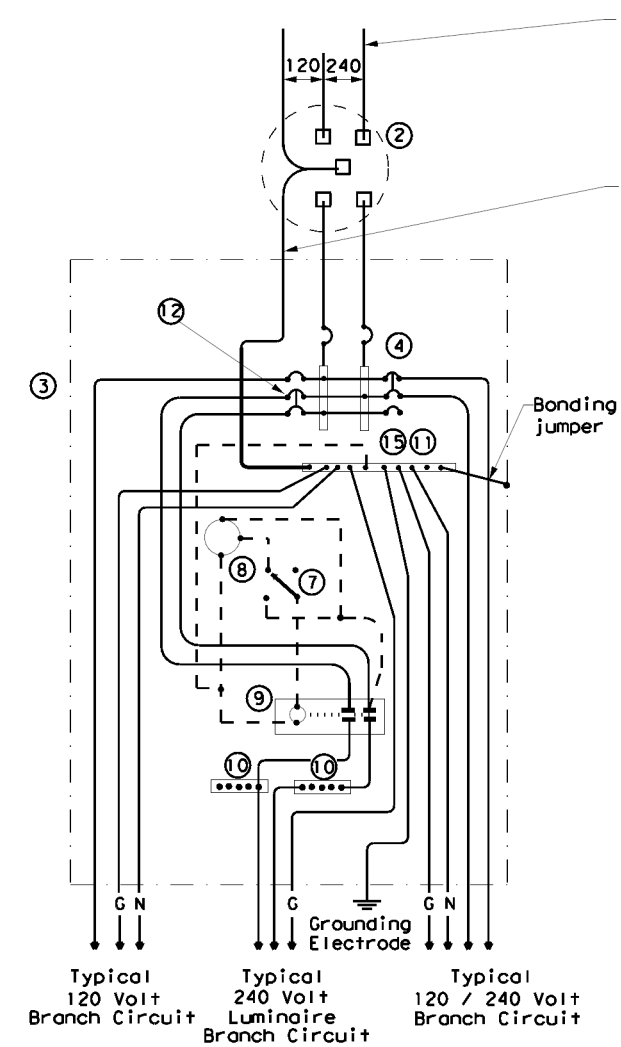 120 240
2
12
4
3
Bonding
jumper
15 11
8 7
9
10 10
G N G G N
Grounding
Electrode
Typical
120 Volt
Branch Circuit
Typical
240 Volt
Luminaire
Branch Circuit
Typical
120 / 240 Volt
Branch Circuit